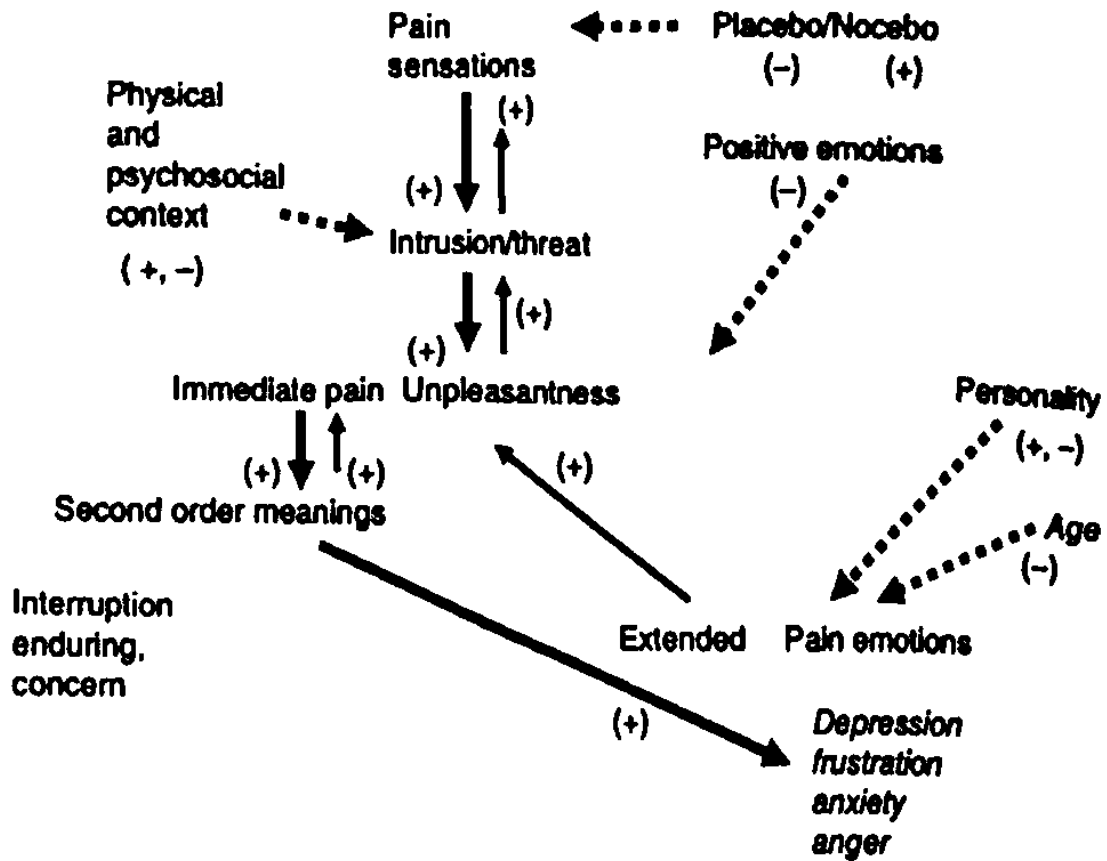 Pain
sensations
Placebo/Nocebo
(−) (+)
Physical
and
psychosocial
context
( +, −)
(+)
(+)
Positive emotions
(−)
Intrusion/threat
(+)
(+)
Immediate pain Unpleasantness
Personality
(+, −)
(+) (+)
(+)
Second order meanings
Age
(−)
Interruption
enduring,
concern
Extended Pain emotions
(+)
Depression
frustration
anxiety
anger